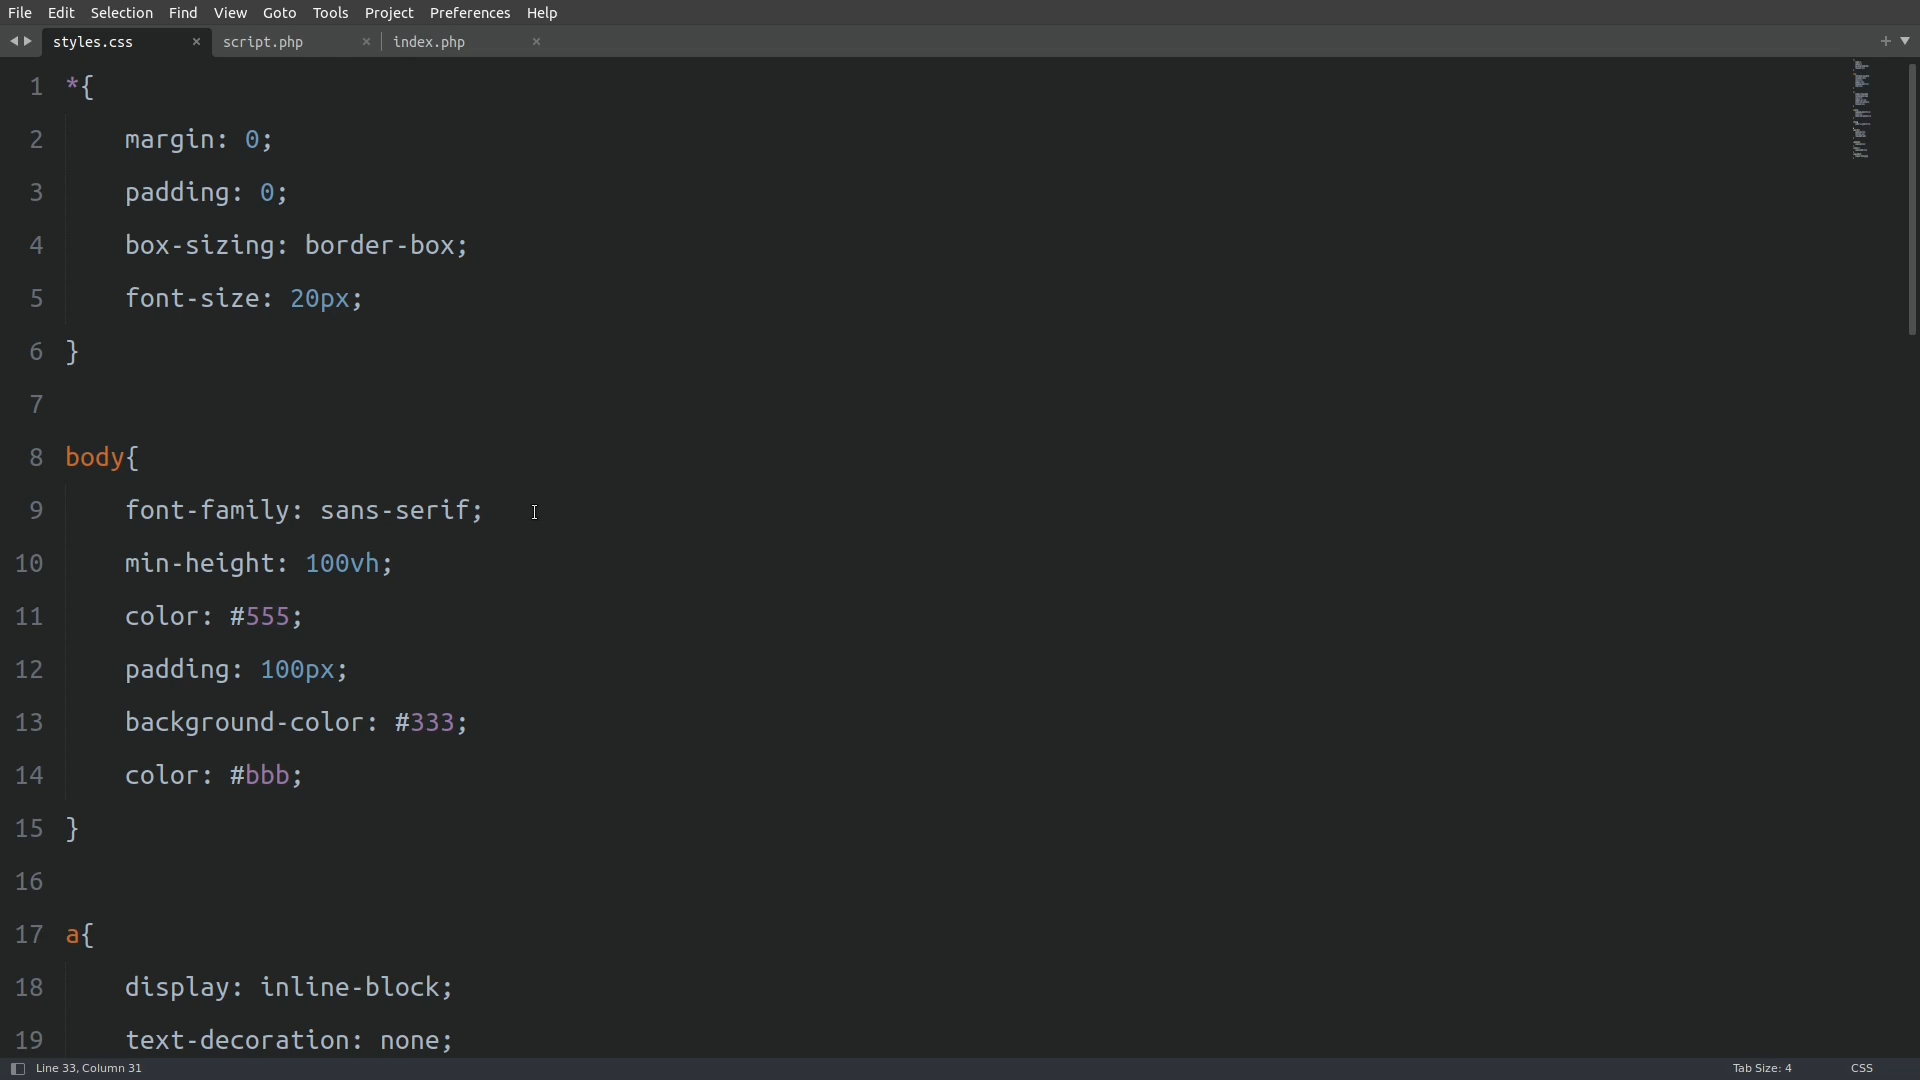 File Edit Selection Find View Goto Tools Project Preferences Help
styles.css × script.php × index.php ×
1 *{
2 margin: 0;
3 padding: 0;
4 box-sizing: border-box;
5 font-size: 20px;
6 }
7
8 body{
9 font-family: sans-serif;
10 min-height: 100vh;
11 color: #555;
12 padding: 100px;
13 background-color: #333;
14 color: #bbb;
15 }
16
17 a{
18 display: inline-block;
19 text-decoration: none;
Line 33, Column 31 Tab Size: 4 CSS